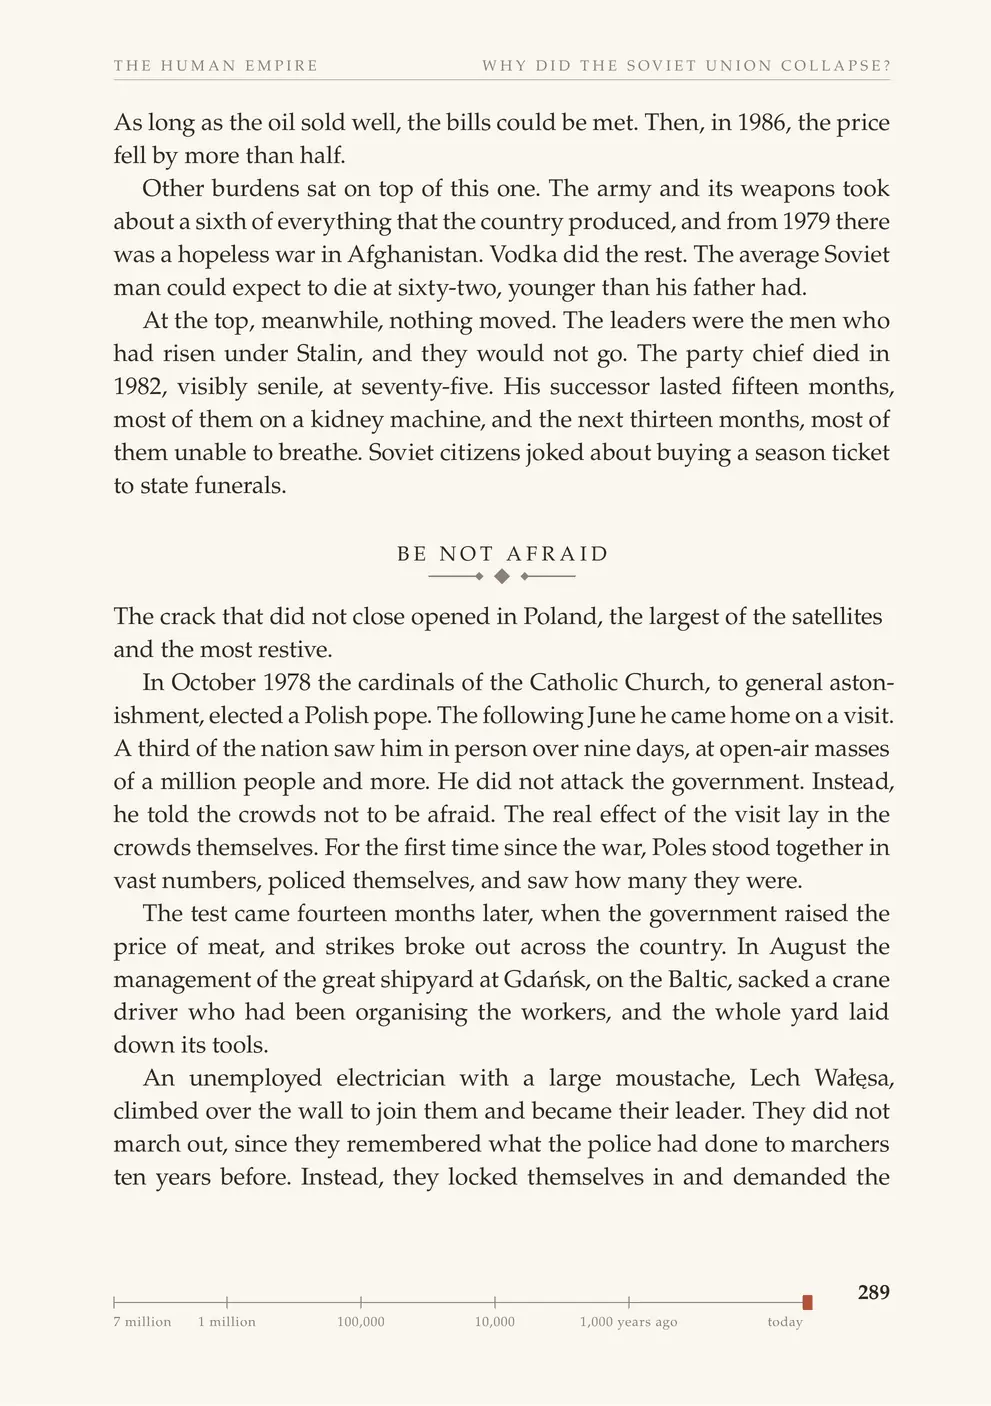 THE HUMAN EMPIRE
WHY DID THE SOVIET UNION COLLAPSE?
As long as the oil sold well, the bills could be met. Then, in 1986, the price
fell by more than half.
Other burdens sat on top of this one. The army and its weapons took
about a sixth of everything that the country produced, and from 1979 there
was a hopeless war in Afghanistan. Vodka did the rest. The average Soviet
man could expect to die at sixty-two, younger than his father had.
At the top, meanwhile, nothing moved. The leaders were the men who
had risen under Stalin, and they would not go. The party chief died in
1982, visibly senile, at seventy-five. His successor lasted fifteen months,
most of them on a kidney machine, and the next thirteen months, most of
them unable to breathe. Soviet citizens joked about buying a season ticket
to state funerals.
BE NOT AFRAID
The crack that did not close opened in Poland, the largest of the satellites
and the most restive.
In October 1978 the cardinals of the Catholic Church, to general aston-
ishment, elected a Polish pope. The following June he came home on a visit.
A third of the nation saw him in person over nine days, at open-air masses
of a million people and more. He did not attack the government. Instead,
he told the crowds not to be afraid. The real effect of the visit lay in the
crowds themselves. For the first time since the war, Poles stood together in
vast numbers, policed themselves, and saw how many they were.
The test came fourteen months later, when the government raised the
price of meat, and strikes broke out across the country. In August the
management of the great shipyard at Gdańsk, on the Baltic, sacked a crane
driver who had been organising the workers, and the whole yard laid
down its tools.
An unemployed electrician with a large moustache, Lech Wałęsa,
climbed over the wall to join them and became their leader. They did not
march out, since they remembered what the police had done to marchers
ten years before. Instead, they locked themselves in and demanded the
289
7 million 1 million 100,000 10,000 1,000 years ago today